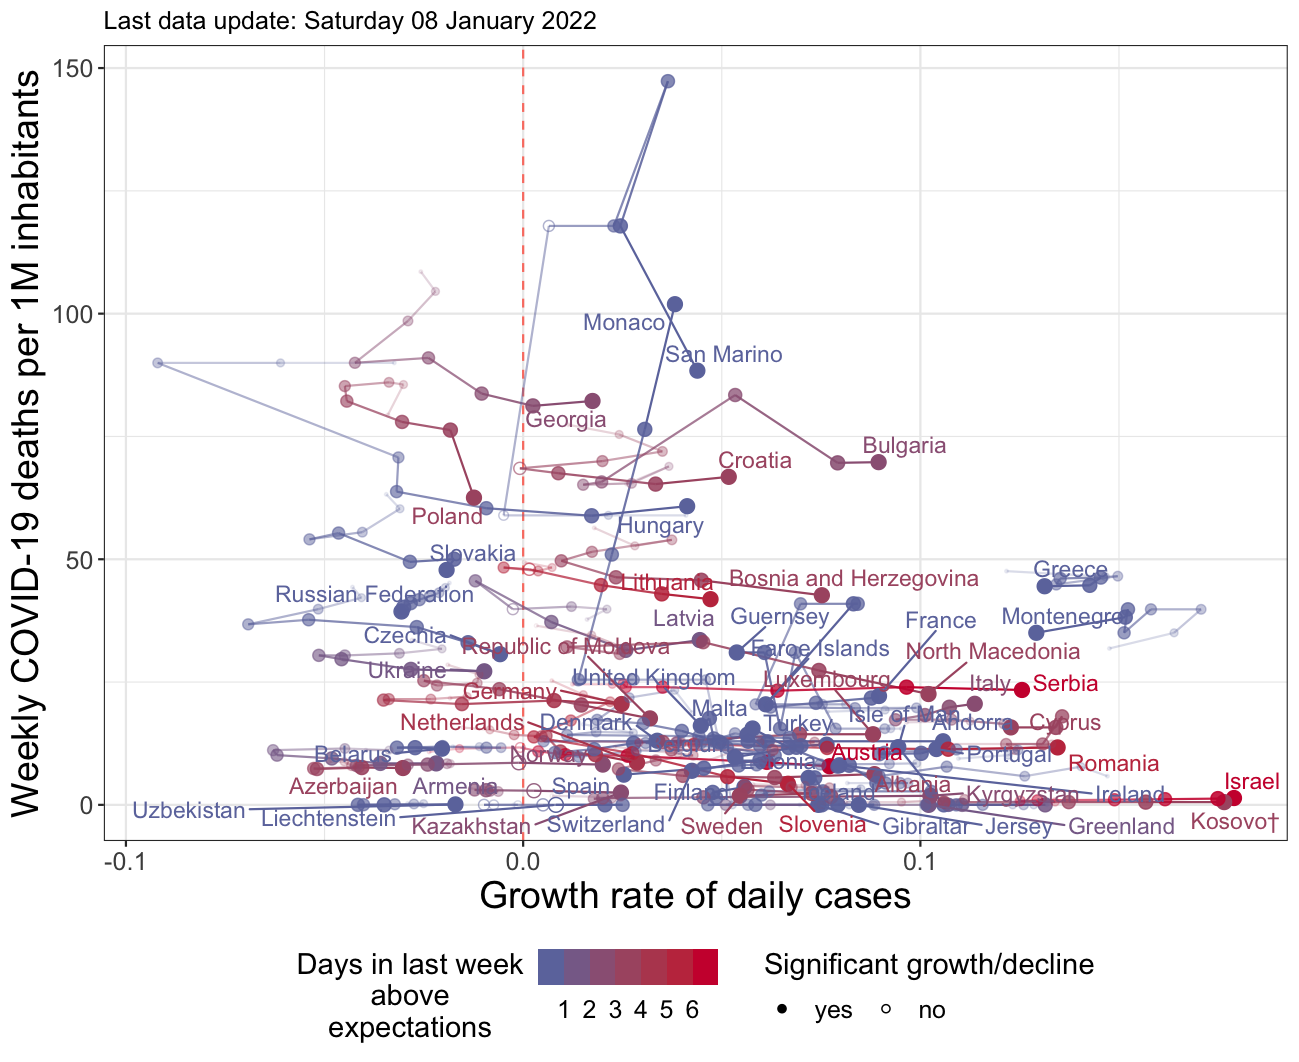 Last data update: Saturday 08 January 2022
Weekly COVID-19 deaths per 1M inhabitants
150
100
50
0
Monaco
San Marino
Georgia
Bulgaria
Croatia
Poland
Hungary
Slovakia
Greece
Lithuania
Bosnia and Herzegovina
Russian Federation
Latvia
Guernsey
France
Montenegro
Czechia
Republic of Moldova
Faroe Islands
North Macedonia
Ukraine
United Kingdom
Luxembourg
Italy
Serbia
Germany
Malta
Isle of Man
Netherlands
Denmark
Turkey
Andorra
Cyprus
Belarus
Norway
Belgium
Austria
Portugal
Romania
Azerbaijan
Armenia
Spain
Finland
Albania
Kyrgyzstan
Ireland
Israel
Uzbekistan
Liechtenstein
Kazakhstan
Switzerland
Sweden
Slovenia
Gibraltar
Jersey
Greenland
Kosovo†
-0.1
0.0
0.1
Growth rate of daily cases
Days in last week
above
expectations
1 2 3 4 5 6
Significant growth/decline
yes
no